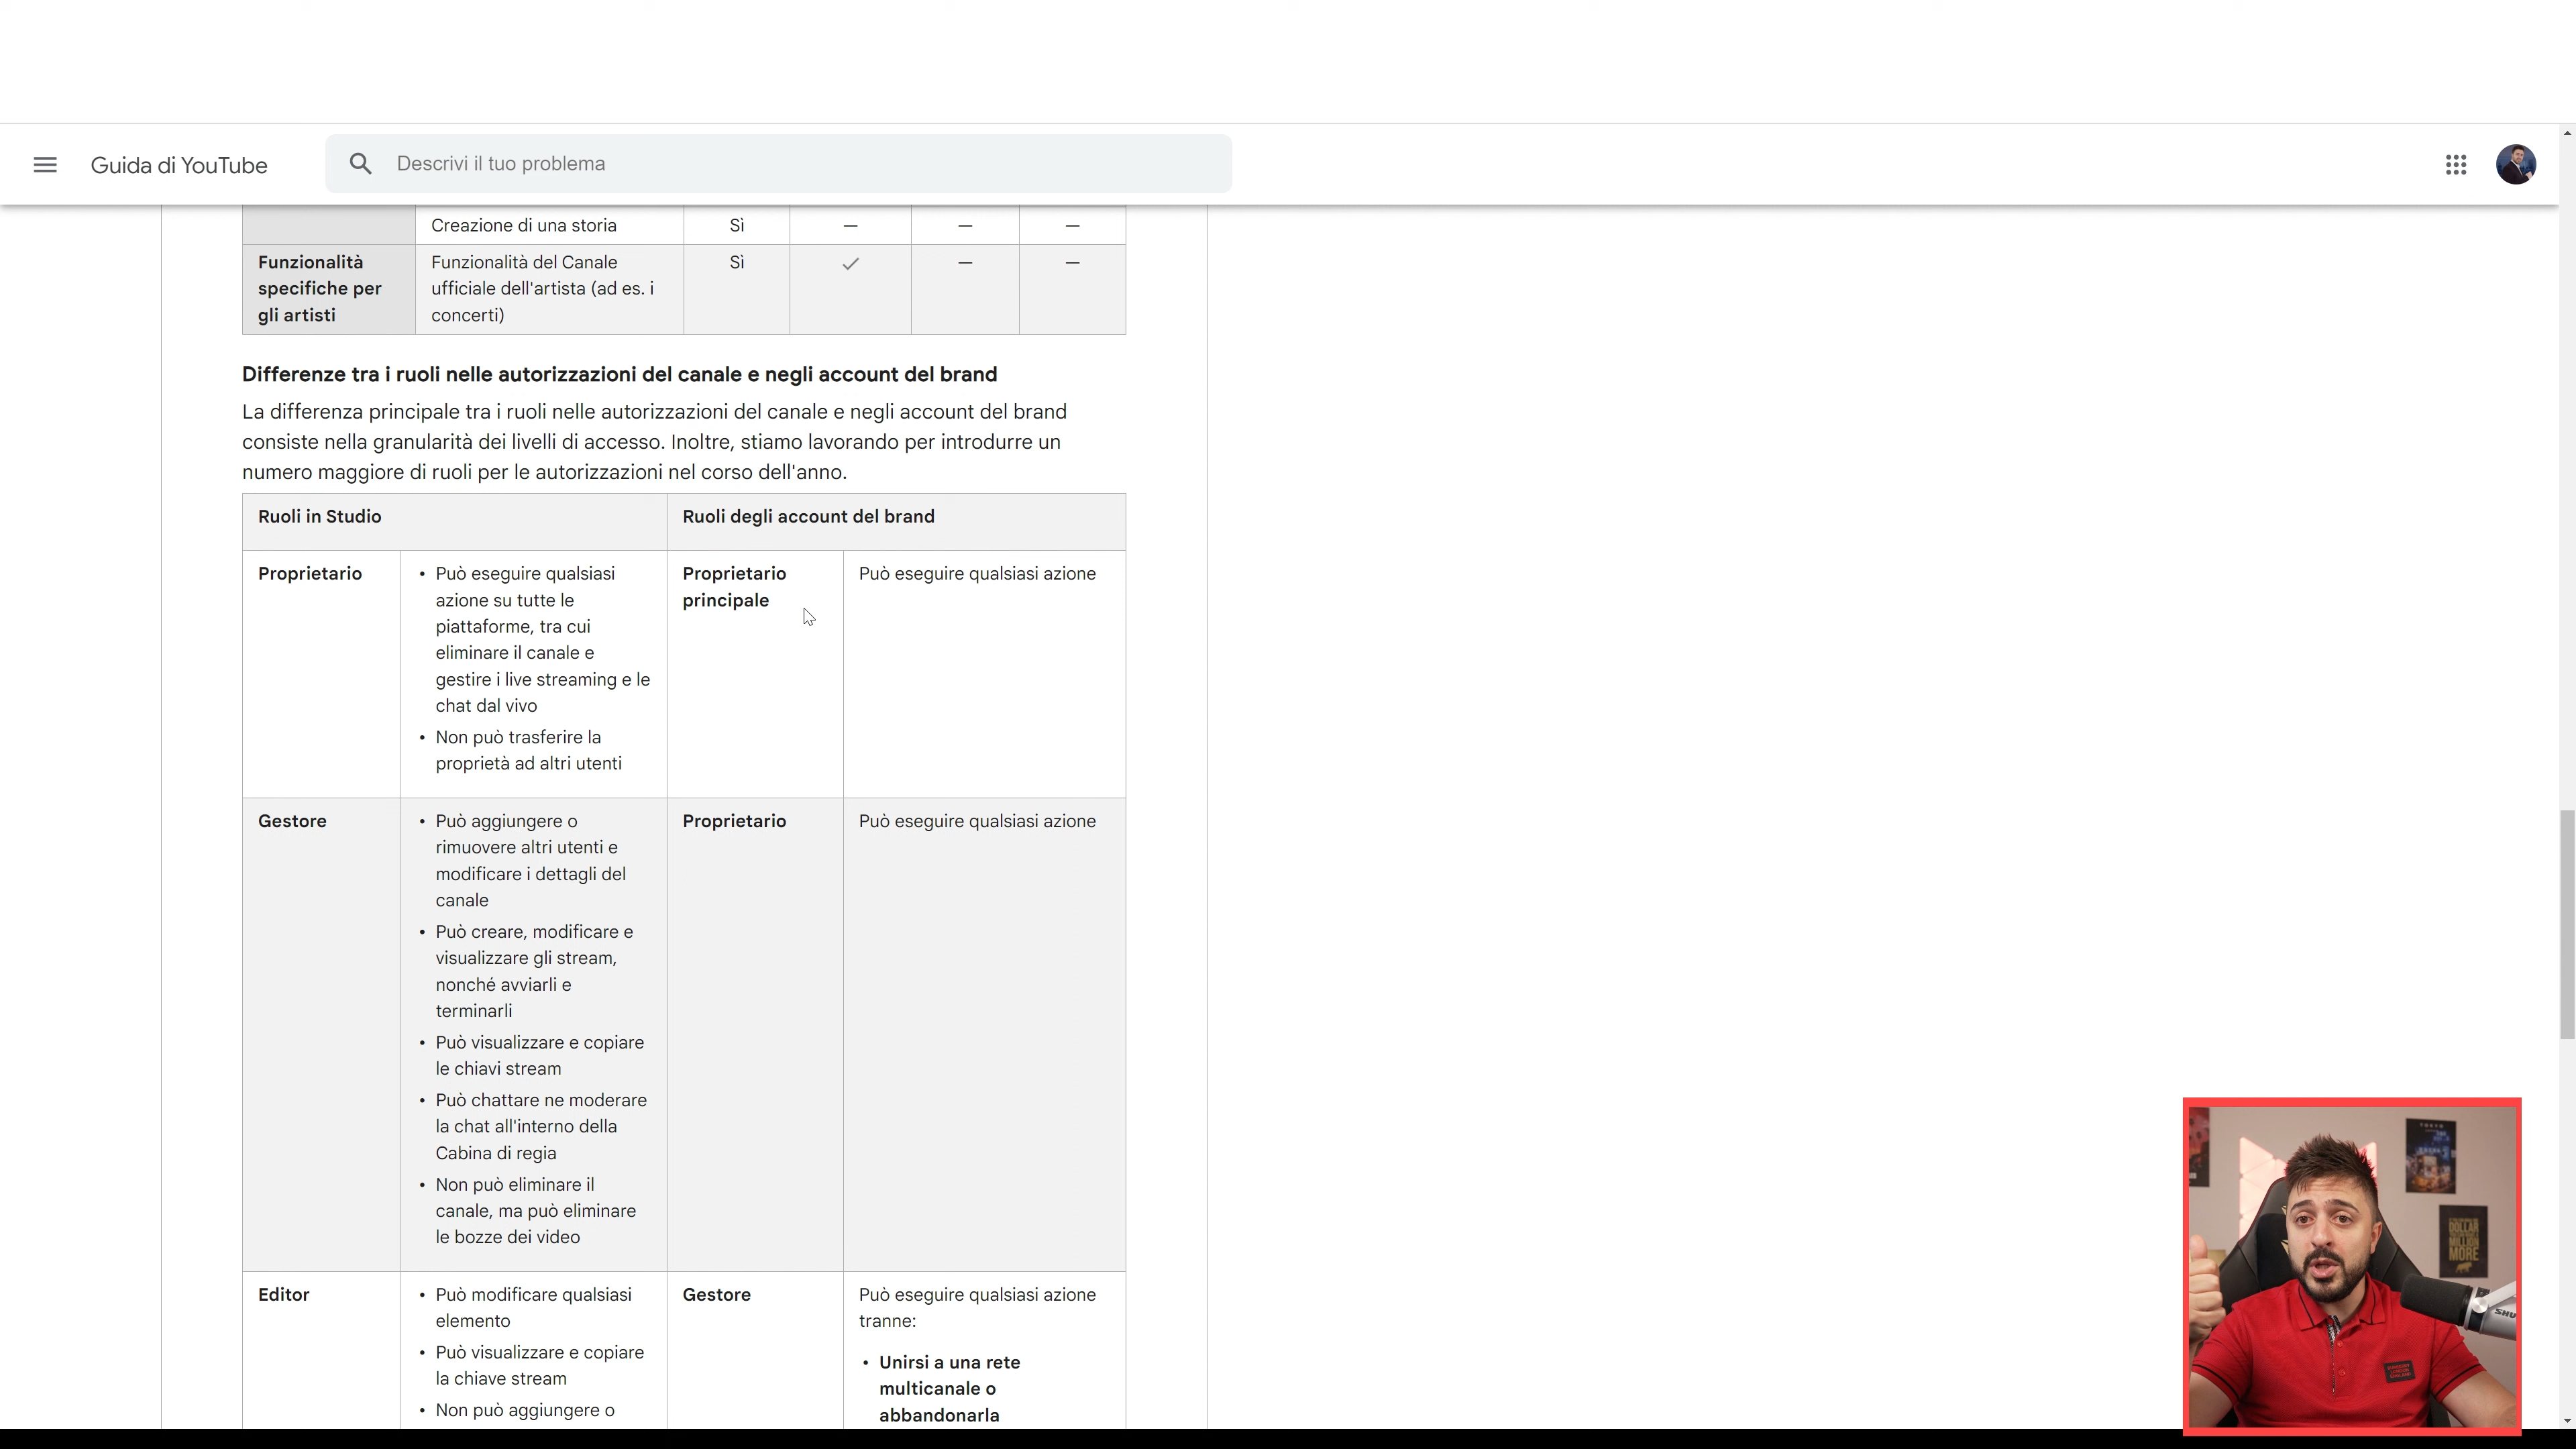 Guida di YouTube
Descrivi il tuo problema
Creazione di una storia Sì — — —
Funzionalità specifiche per gli artisti
Funzionalità del Canale ufficiale dell'artista (ad es. i concerti)
Sì ✓ — —
Differenze tra i ruoli nelle autorizzazioni del canale e negli account del brand
La differenza principale tra i ruoli nelle autorizzazioni del canale e negli account del brand
consiste nella granularità dei livelli di accesso. Inoltre, stiamo lavorando per introdurre un
numero maggiore di ruoli per le autorizzazioni nel corso dell'anno.
Ruoli in Studio
Ruoli degli account del brand
Proprietario
• Può eseguire qualsiasi
azione su tutte le
piattaforme, tra cui
eliminare il canale e
gestire i live streaming e le
chat dal vivo
• Non può trasferire la
proprietà ad altri utenti
Proprietario
principale
Può eseguire qualsiasi azione
Gestore
• Può aggiungere o
rimuovere altri utenti e
modificare i dettagli del
canale
• Può creare, modificare e
visualizzare gli stream,
nonché avviarli e
terminarli
• Può visualizzare e copiare
le chiavi stream
• Può chattare ne moderare
la chat all'interno della
Cabina di regia
• Non può eliminare il
canale, ma può eliminare
le bozze dei video
Proprietario
Può eseguire qualsiasi azione
Editor
• Può modificare qualsiasi
elemento
• Può visualizzare e copiare
la chiave stream
• Non può aggiungere o
Gestore
Può eseguire qualsiasi azione
tranne:
• Unirsi a una rete
multicanale o
abbandonarla
TOKYO
DOLLAR
MILLION
MORE
SHU